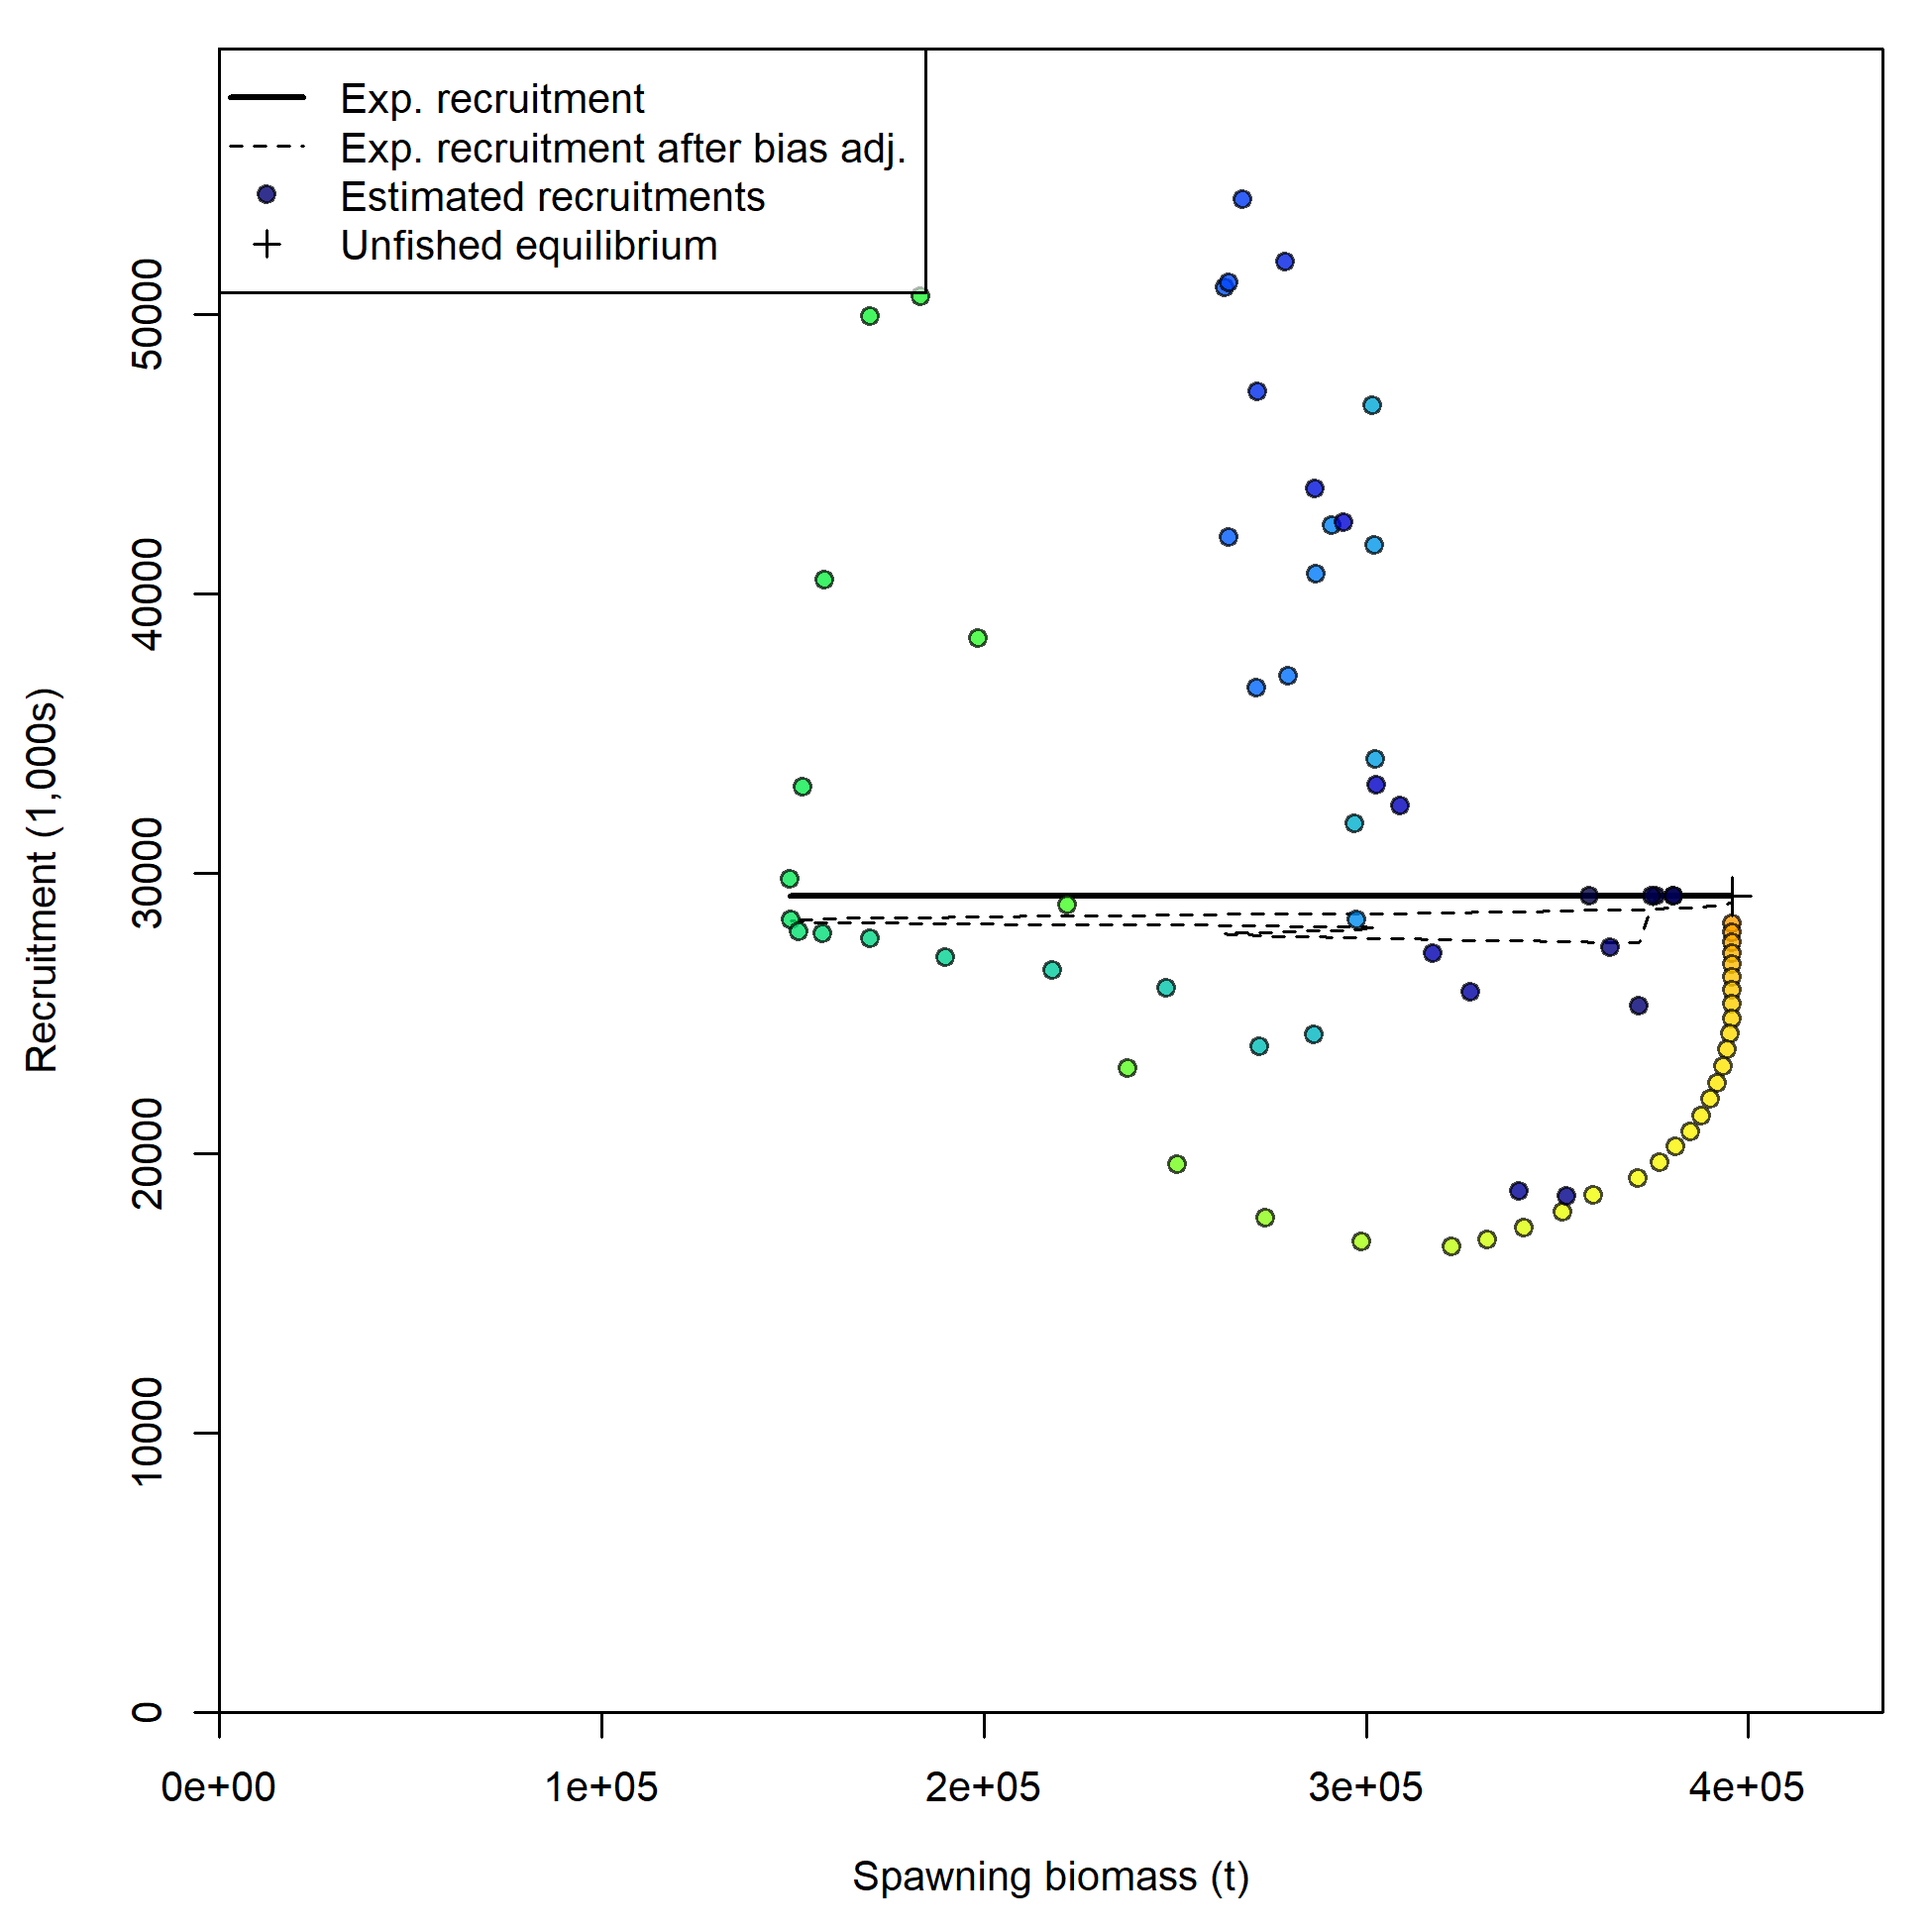 Exp. recruitment
Exp. recruitment after bias adj.
Estimated recruitments
Unfished equilibrium
Recruitment (1,000s)
50000
40000
30000
20000
10000
0
0e+00 1e+05 2e+05 3e+05 4e+05
Spawning biomass (t)